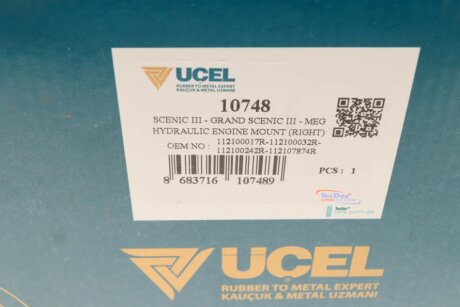 UCEL
RUBBER TO METAL EXPERT
KAUÇUK & METAL UZMANI
10748
SCENIC III - GRAND SCENIC III - MEG
HYDRAULIC ENGINE MOUNT (RIGHT)
OEM NO : 112100017R-112100032R-
112100242R-112107874R
PCS : 1
8 683716 107489
TecDoc
DATA SUPPLIER
UCEL
RUBBER TO METAL EXPERT
KAUÇUK & METAL UZMANI